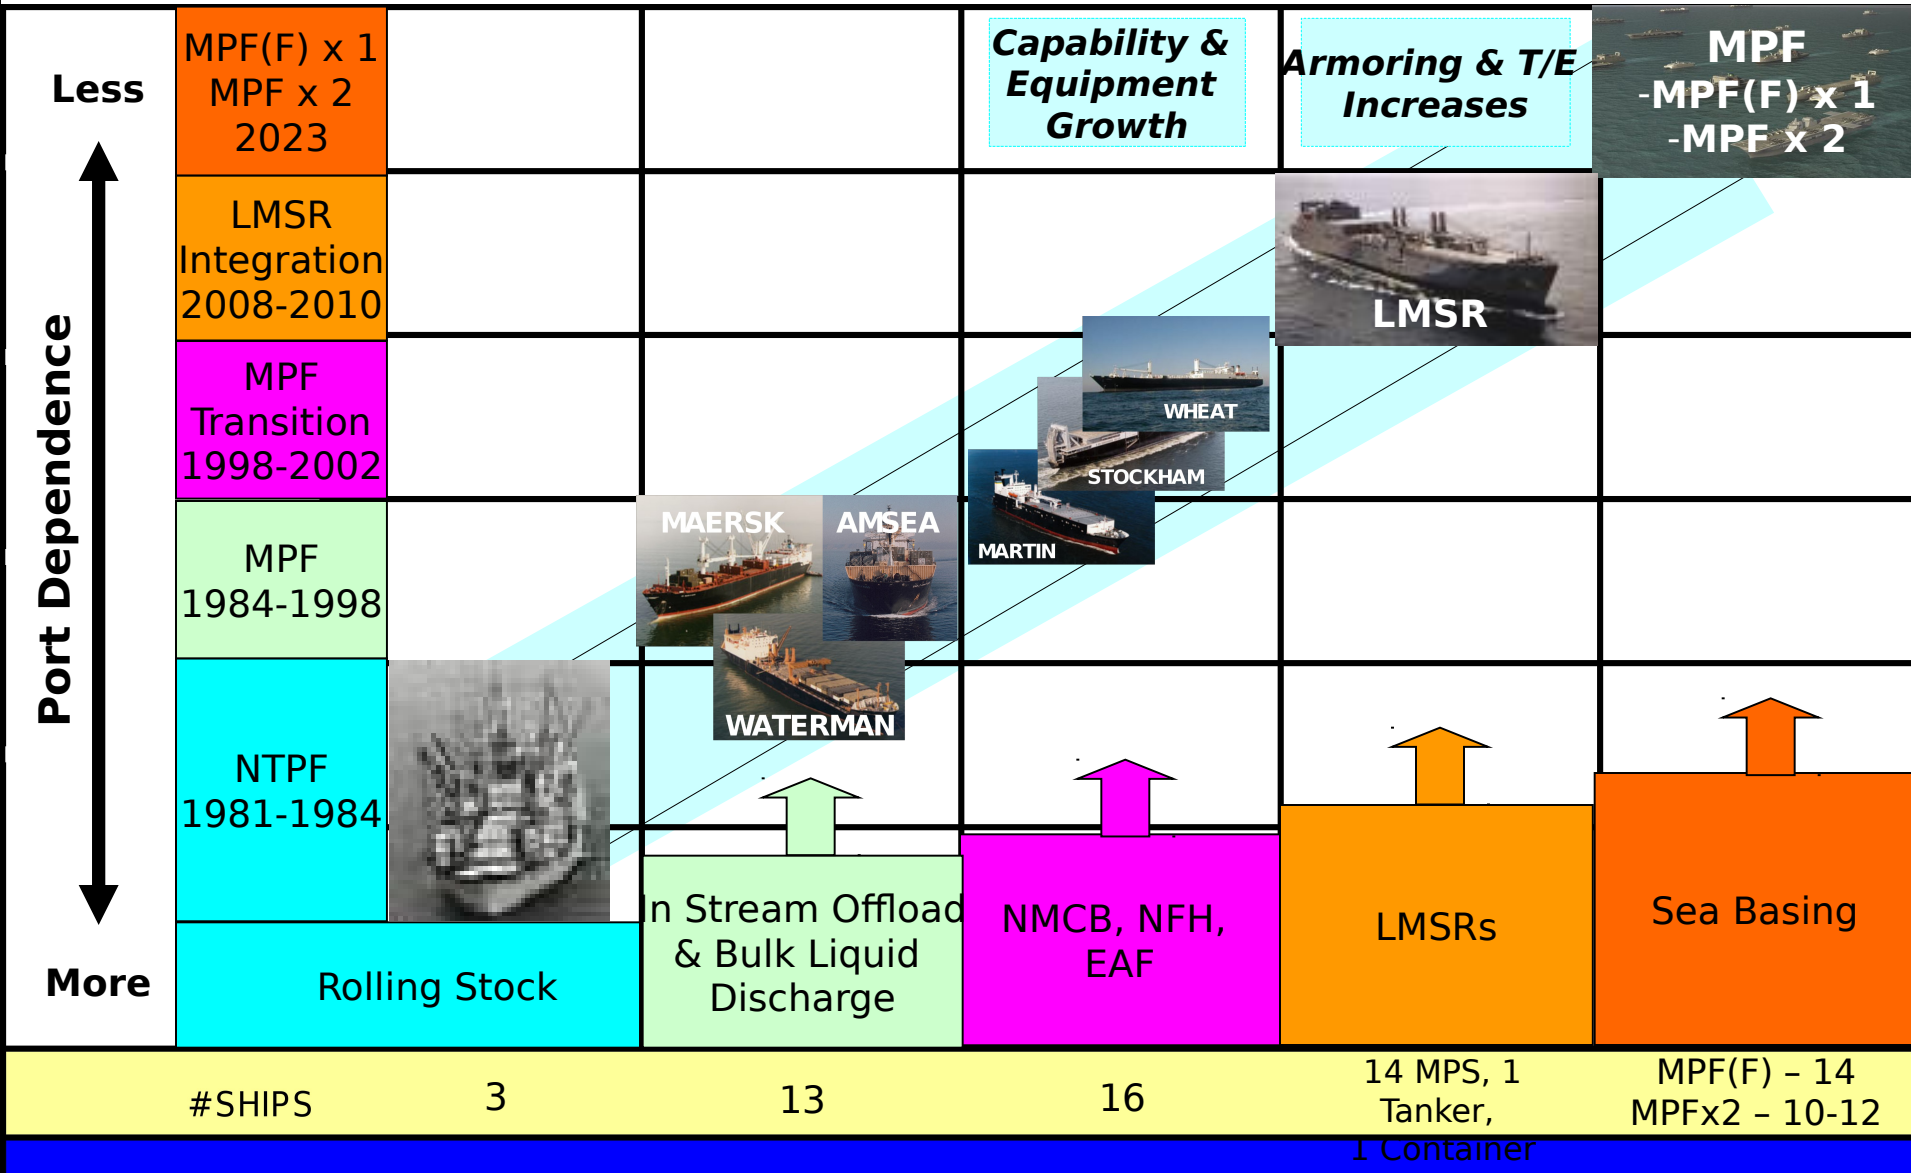 Less
Port Dependence
More
MPF(F) x 1
MPF x 2
2023
LMSR
Integration
2008-2010
MPF
Transition
1998-2002
MPF
1984-1998
NTPF
1981-1984
Capability &
Equipment
Growth
Armoring & T/E
Increases
MPF
-MPF(F) x 1
-MPF x 2
LMSR
WHEAT
STOCKHAM
MARTIN
MAERSK
AMSEA
WATERMAN
Rolling Stock
In Stream Offload
& Bulk Liquid
Discharge
NMCB, NFH,
EAF
LMSRs
Sea Basing
#SHIPS
3
13
16
14 MPS, 1
Tanker,
1 Container
MPF(F) – 14
MPFx2 – 10-12